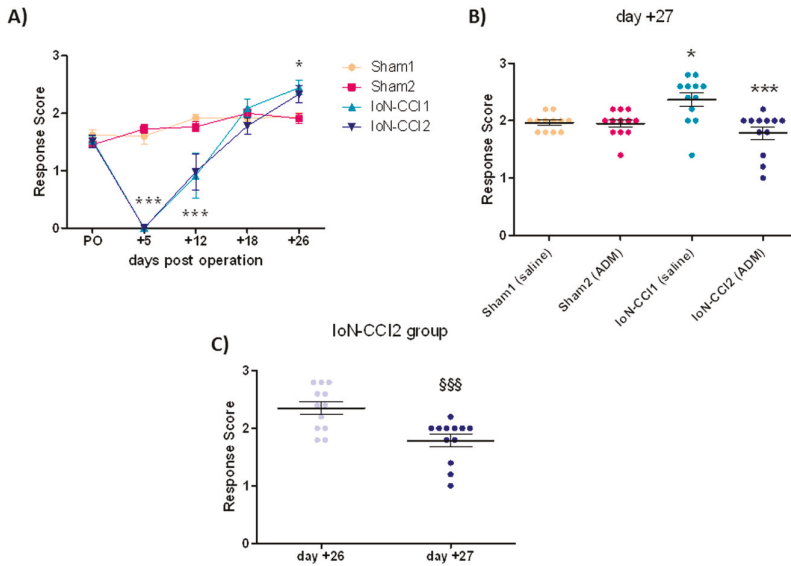 A)
3
2
1
0
Response Score
PO
+5
+12
+18
+26
days post operation
***
***
*
Sham1
Sham2
IoN-CCI1
IoN-CCI2
B)
day +27
3
2
1
0
Response Score
*
***
Sham1 (saline)
Sham2 (ADM)
IoN-CCI1 (saline)
IoN-CCI2 (ADM)
C)
IoN-CCI2 group
3
2
1
0
Response Score
§§§
day +26
day +27